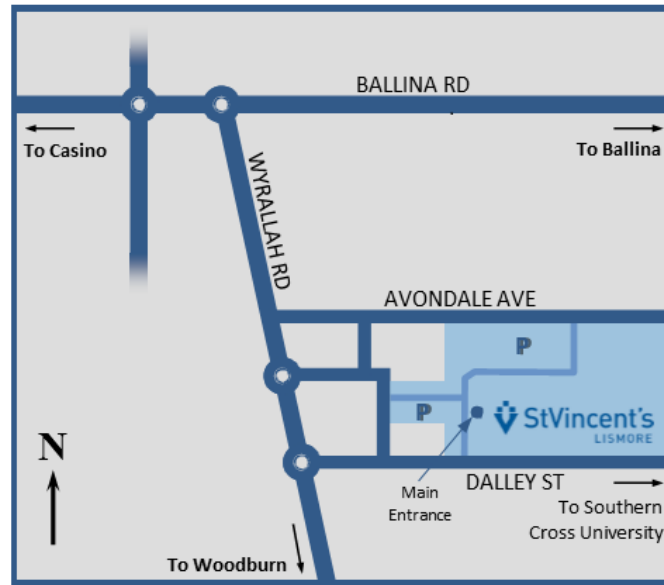 BALLINA RD
To Casino
To Ballina
WYRALLAH RD
AVONDALE AVE
P
P
StVincent's
LISMORE
N
Main
Entrance
DALLEY ST
To Southern
Cross University
To Woodburn